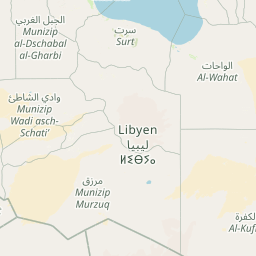 الجبل الغربي
Munizip
al-Dschabal
al-Gharbi
سرت
Surt
الواحات
Al-Wahat
وادي الشاطئ
Munizip
Wadi asch-
Schati'
Libyen
ليبيا
ⵍⵉⴱⵢⴰ
مرزق
Munizip
Murzuq
الكفرة
Al-Kuf